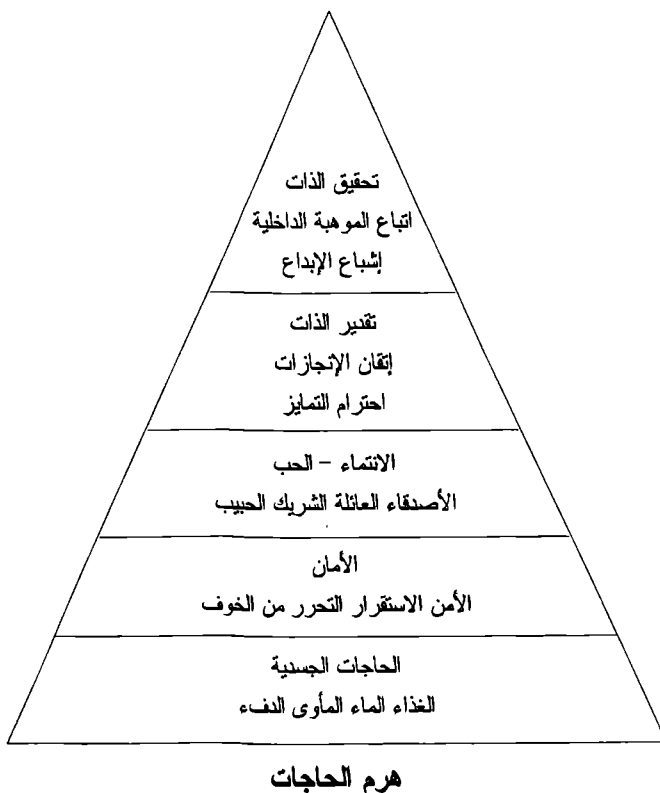 تحقيق الذات
اتباع الموهبة الداخلية
إشباع الإبداع
تقدير الذات
إتقان الإنجازات
احترام التمايز
الانتماء – الحب
الأصدقاء العائلة الشريك الحبيب
الأمان
الأمن الاستقرار التحرر من الخوف
الحاجات الجسدية
الغذاء الماء المأوى الدفء
هرم الحاجات